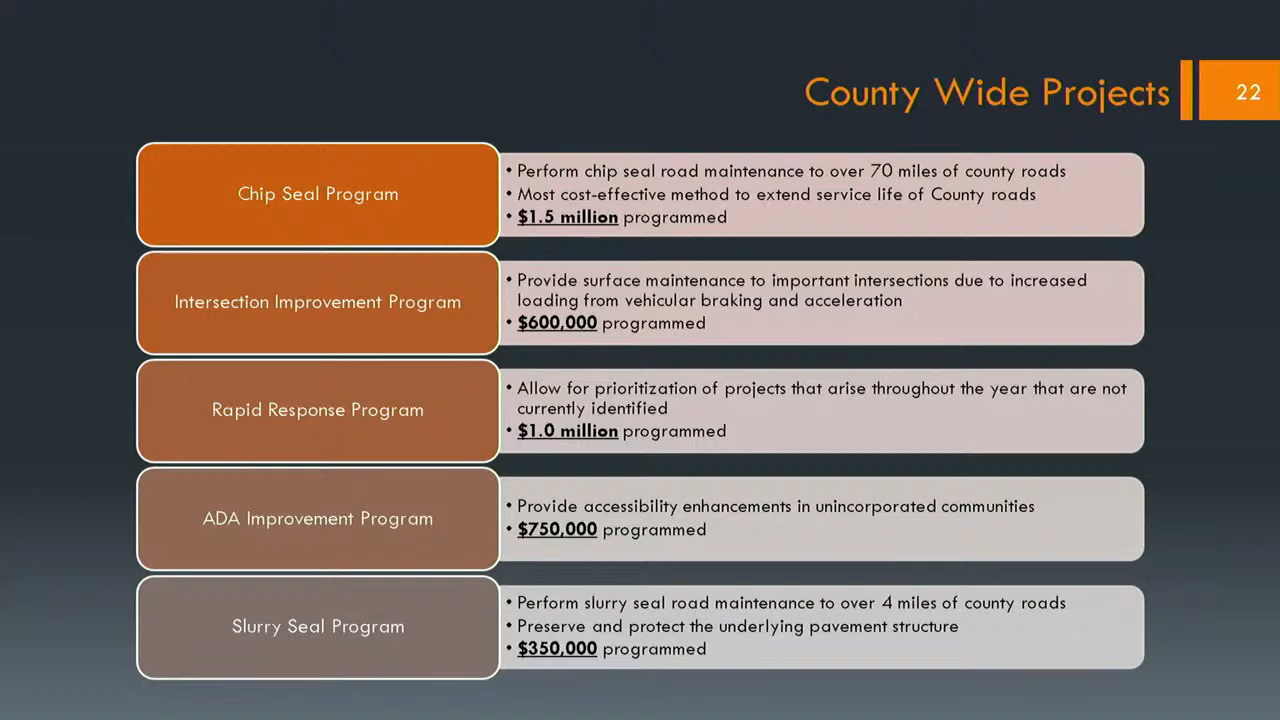 County Wide Projects
22
Chip Seal Program
• Perform chip seal road maintenance to over 70 miles of county roads
• Most cost-effective method to extend service life of County roads
• $1.5 million programmed
Intersection Improvement Program
• Provide surface maintenance to important intersections due to increased
loading from vehicular braking and acceleration
• $600,000 programmed
Rapid Response Program
• Allow for prioritization of projects that arise throughout the year that are not
currently identified
• $1.0 million programmed
ADA Improvement Program
• Provide accessibility enhancements in unincorporated communities
• $750,000 programmed
Slurry Seal Program
• Perform slurry seal road maintenance to over 4 miles of county roads
• Preserve and protect the underlying pavement structure
• $350,000 programmed